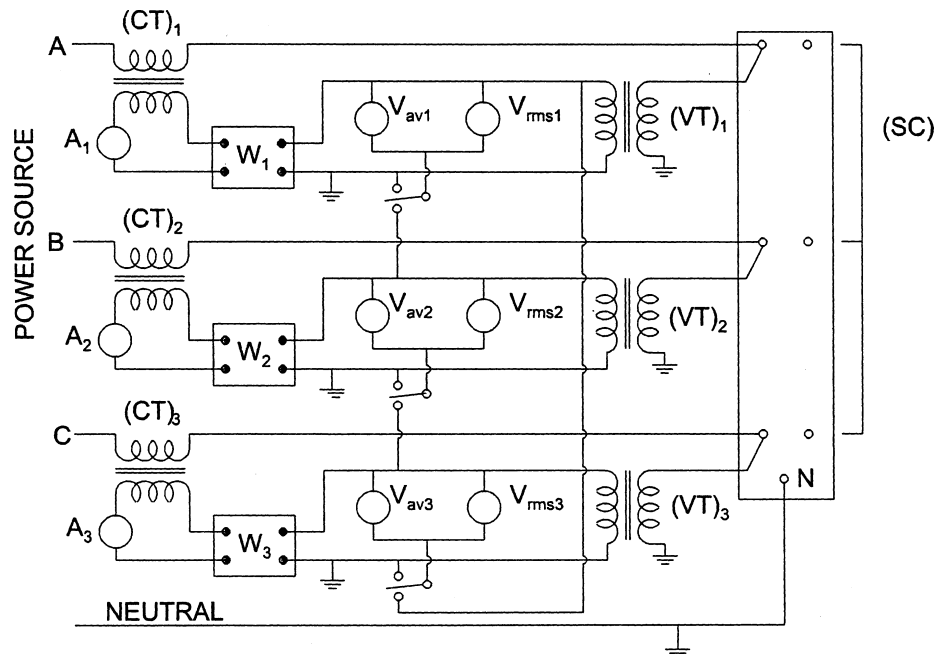 (CT)₁
A
A₁
W₁
Vav1
Vrms1
(VT)₁
(SC)
POWER SOURCE
(CT)₂
B
A₂
W₂
Vav2
Vrms2
(VT)₂
(CT)₃
C
A₃
W₃
Vav3
Vrms3
(VT)₃
N
NEUTRAL